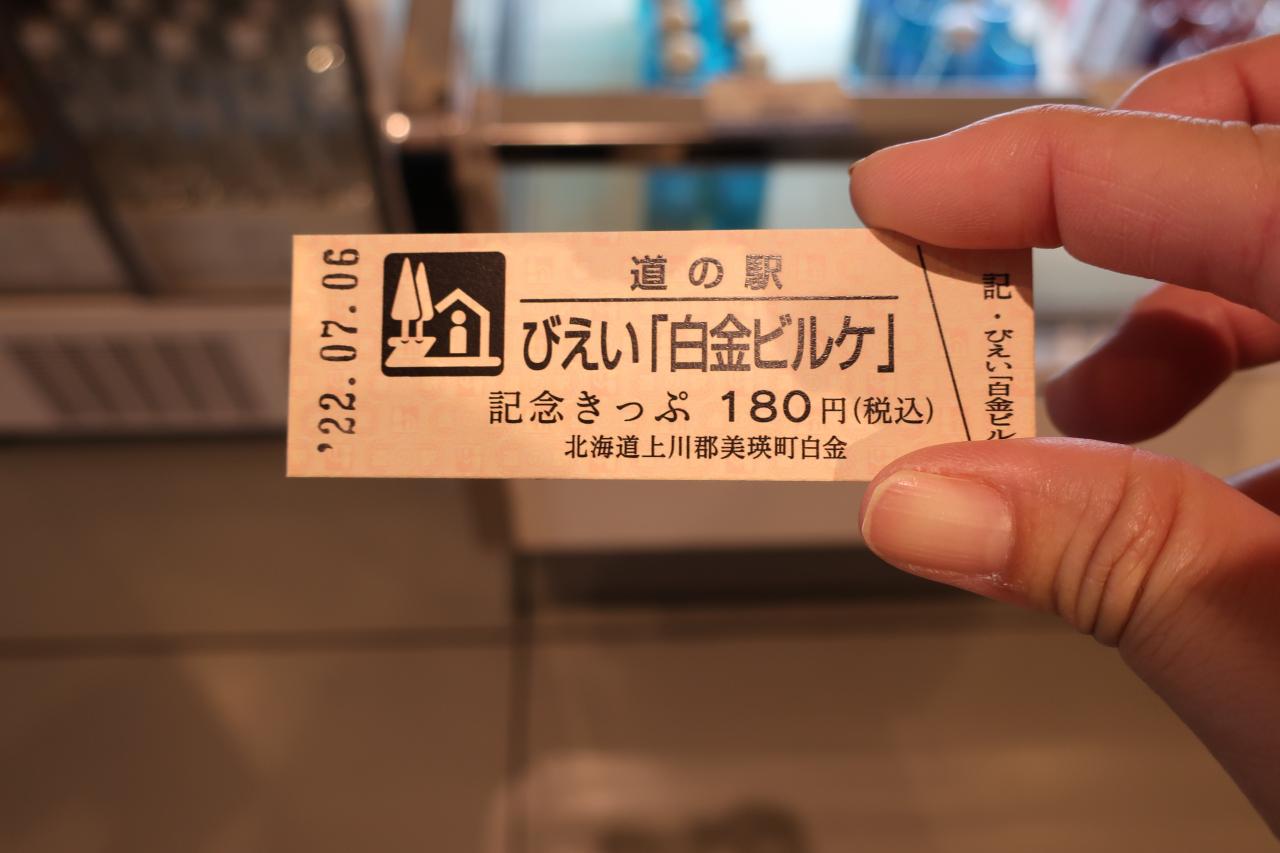 '22.07.06
道の駅
びえい「白金ビルケ」
記念きっぷ 180円(税込)
北海道上川郡美瑛町白金
記・びえい「白金ビル